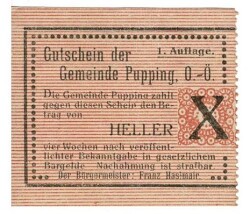 Gutschein der
1. Auflage.
Gemeinde Pupping, O.-Ö.
Die Gemeinde Pupping zahlt
gegen diesen Schein den Be-
trag von
X
HELLER
vier Wochen nach veröffent-
lichter Bekanntgabe in gesetzlichem
Bargelde. Nachahmung ist strafbar
Der Bürgermeister: Franz